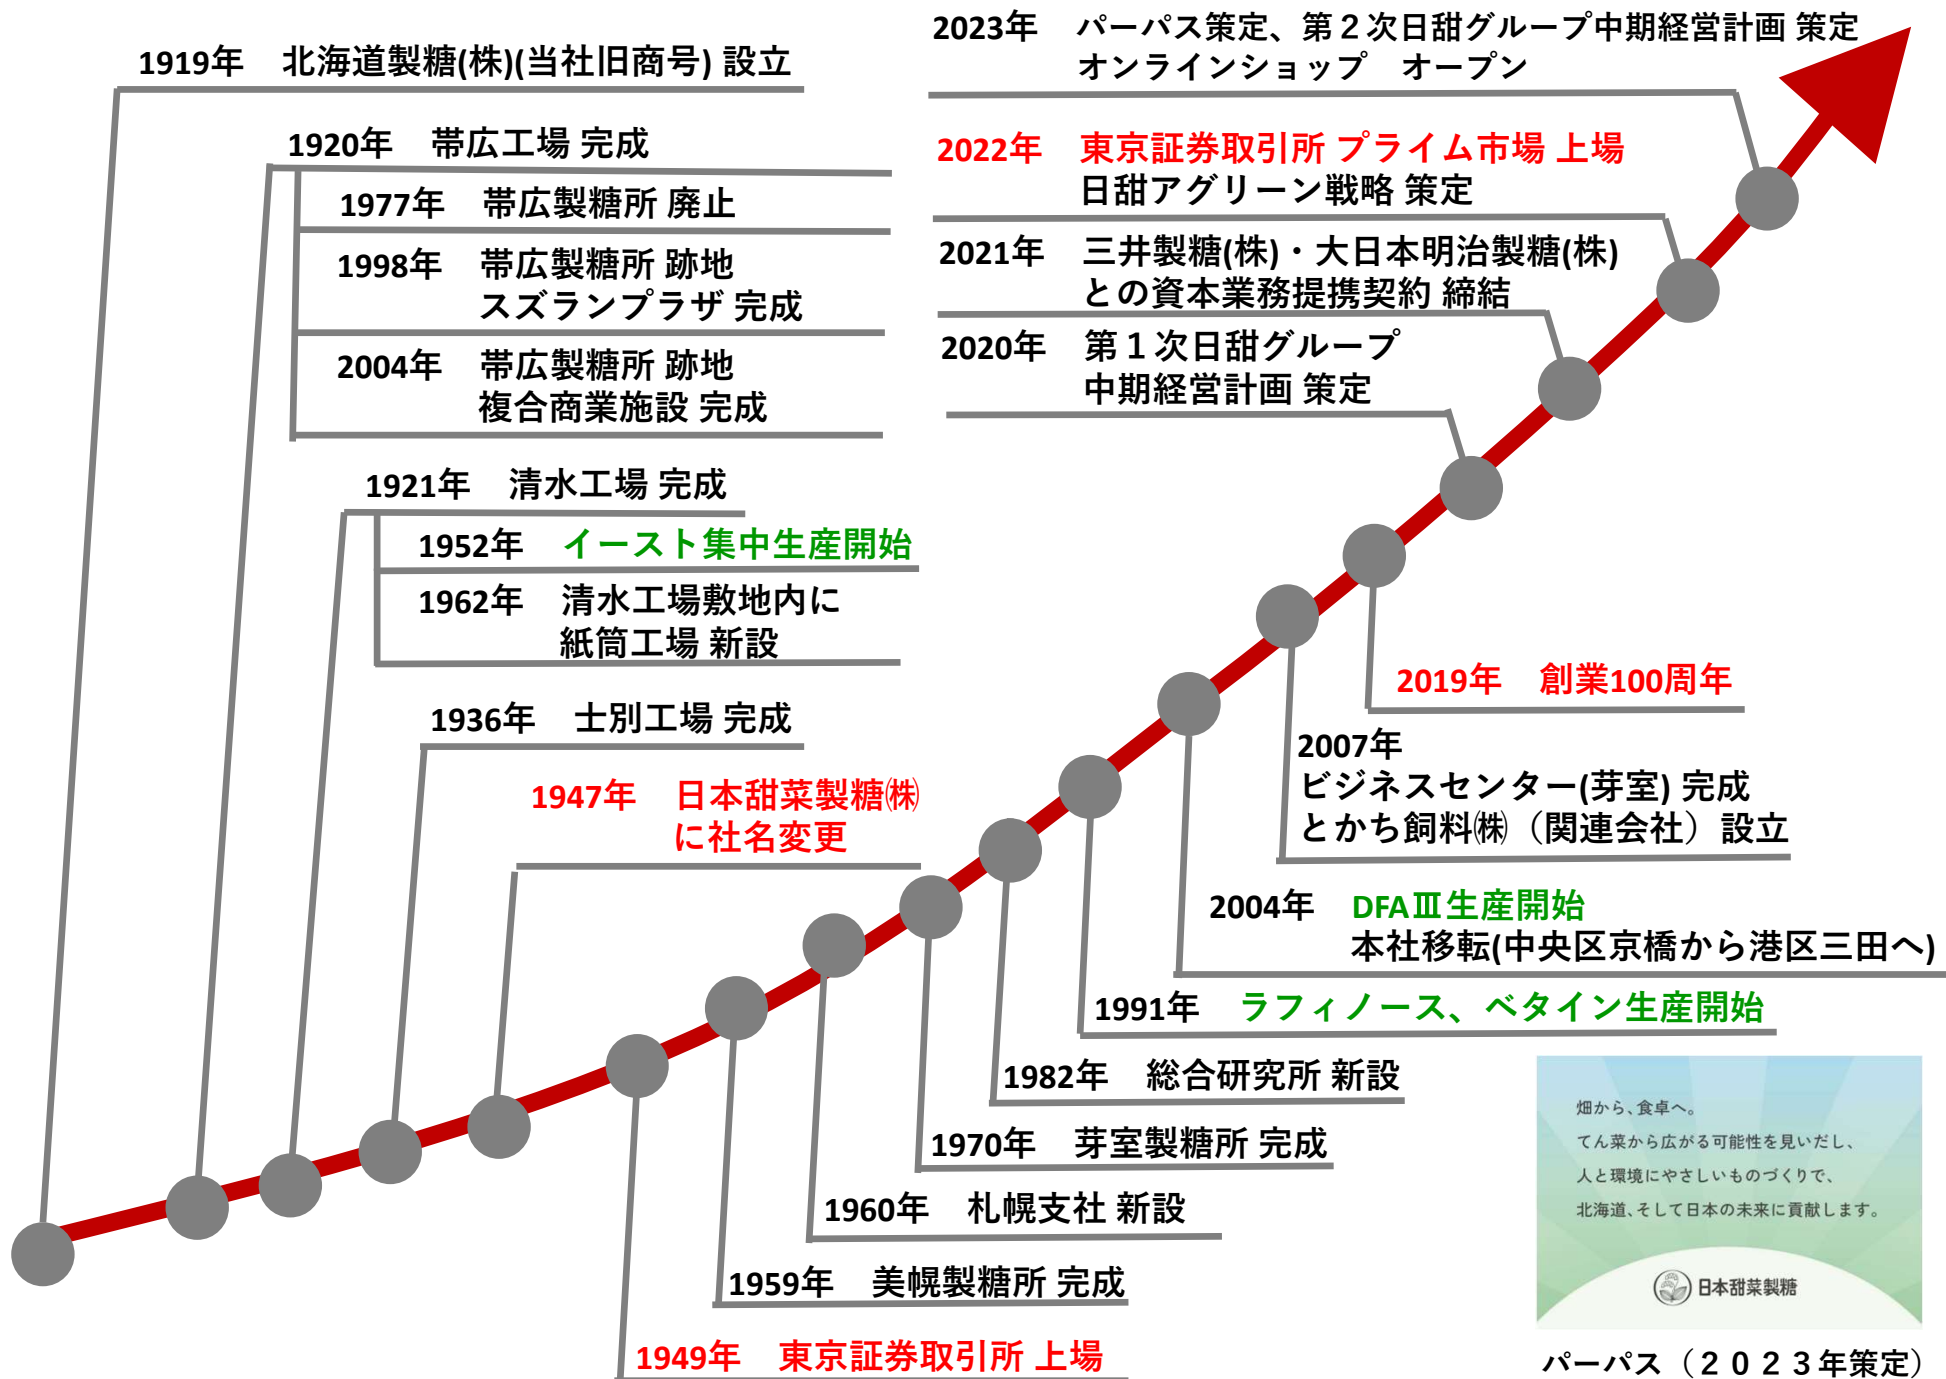 1919年 北海道製糖(株)(当社旧商号) 設立
1920年 帯広工場 完成
1977年 帯広製糖所 廃止
1998年 帯広製糖所 跡地
スズランプラザ 完成
2004年 帯広製糖所 跡地
複合商業施設 完成
1921年 清水工場 完成
1952年 イースト集中生産開始
1962年 清水工場敷地内に
紙筒工場 新設
1936年 士別工場 完成
1947年 日本甜菜製糖㈱
に社名変更
1949年 東京証券取引所 上場
1959年 美幌製糖所 完成
1960年 札幌支社 新設
1970年 芽室製糖所 完成
1982年 総合研究所 新設
1991年 ラフィノース、ベタイン生産開始
2004年 DFAⅢ生産開始
本社移転(中央区京橋から港区三田へ)
2007年
ビジネスセンター(芽室) 完成
とかち飼料㈱（関連会社）設立
2019年 創業100周年
2020年 第１次日甜グループ
中期経営計画 策定
2021年 三井製糖(株)・大日本明治製糖(株)
との資本業務提携契約 締結
2022年 東京証券取引所 プライム市場 上場
日甜アグリーン戦略 策定
2023年 パーパス策定、第２次日甜グループ中期経営計画 策定
オンラインショップ オープン
畑から、食卓へ。
てん菜から広がる可能性を見いだし、
人と環境にやさしいものづくりで、
北海道、そして日本の未来に貢献します。
日本甜菜製糖
パーパス（２０２３年策定）